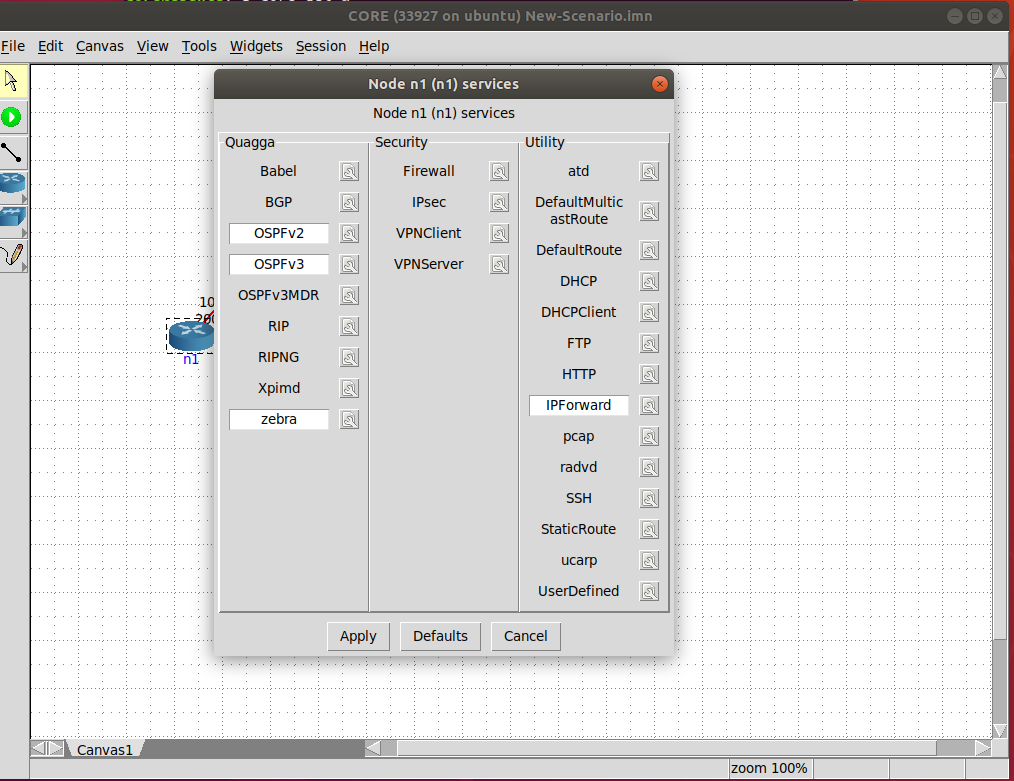 CORE (33927 on ubuntu) New-Scenario.imn
File Edit Canvas View Tools Widgets Session Help
Node n1 (n1) services
Node n1 (n1) services
Quagga
Babel
BGP
OSPFv2
OSPFv3
OSPFv3MDR
RIP
RIPNG
Xpimd
zebra
Security
Firewall
IPsec
VPNClient
VPNServer
Utility
atd
DefaultMultic
astRoute
DefaultRoute
DHCP
DHCPClient
FTP
HTTP
IPForward
pcap
radvd
SSH
StaticRoute
ucarp
UserDefined
Apply Defaults Cancel
10
200
n1
Canvas1
zoom 100%